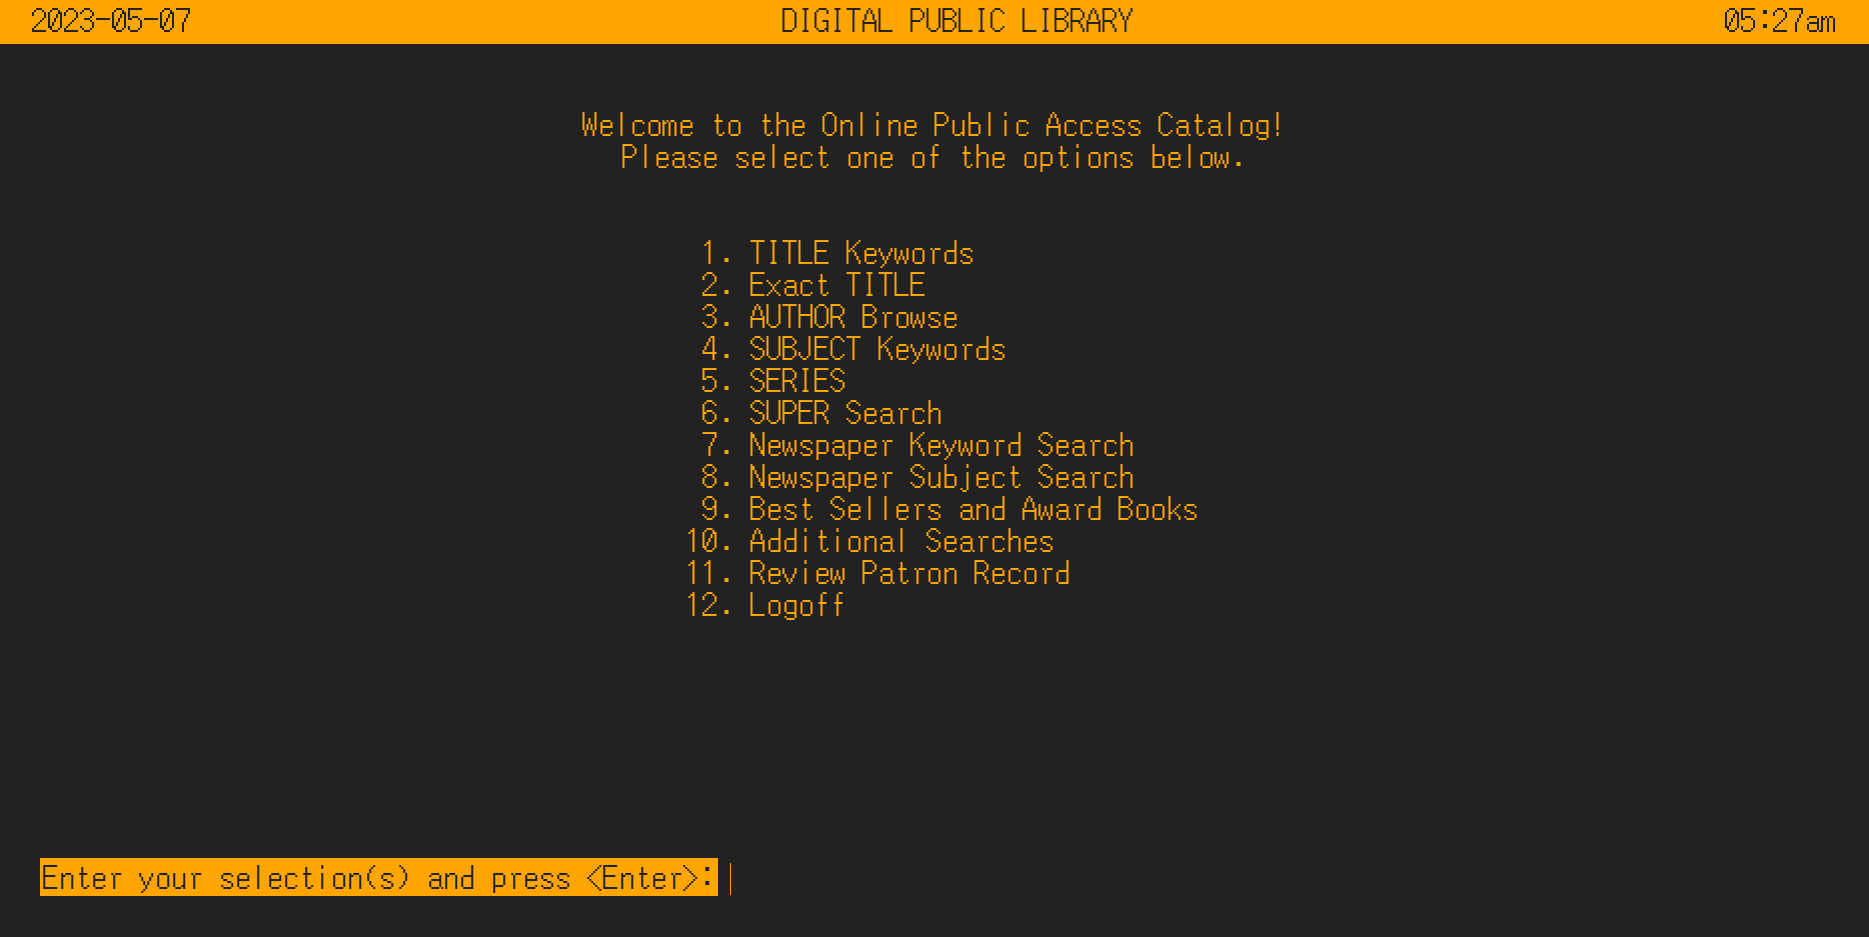 2023-05-07 DIGITAL PUBLIC LIBRARY 05:27am
Welcome to the Online Public Access Catalog!
Please select one of the options below.
1. TITLE Keywords
2. Exact TITLE
3. AUTHOR Browse
4. SUBJECT Keywords
5. SERIES
6. SUPER Search
7. Newspaper Keyword Search
8. Newspaper Subject Search
9. Best Sellers and Award Books
10. Additional Searches
11. Review Patron Record
12. Logoff
Enter your selection(s) and press <Enter>: